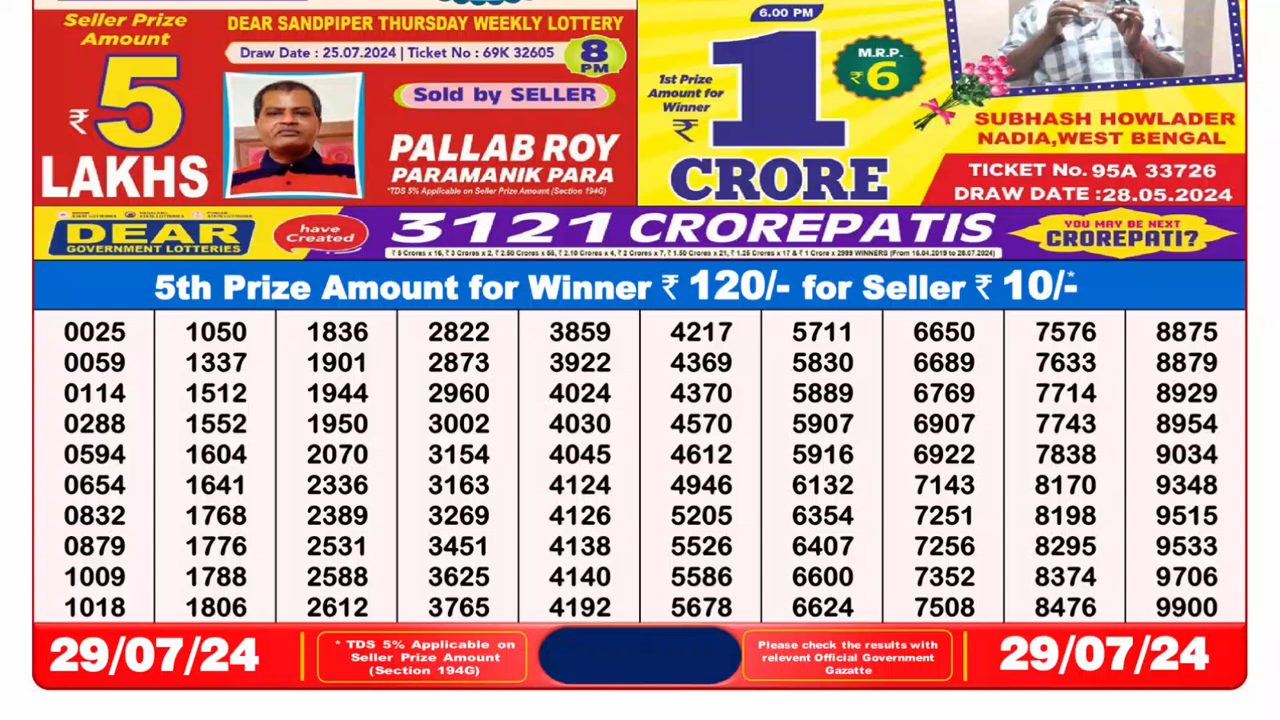 Seller Prize
Amount
₹ 5
LAKHS
DEAR SANDPIPER THURSDAY WEEKLY LOTTERY
Draw Date : 25.07.2024 | Ticket No : 69K 32605
8
PM
Sold by SELLER
PALLAB ROY
PARAMANIK PARA
*TDS 5% Applicable on Seller Prize Amount (Section 194G)
6.00 PM
1st Prize
Amount for
Winner
₹
1
CRORE
M.R.P.
₹6
SUBHASH HOWLADER
NADIA,WEST BENGAL
TICKET No. 95A 33726
DRAW DATE :28.05.2024
DEAR
GOVERNMENT LOTTERIES
have
Created
3121 CROREPATIS
YOU MAY BE NEXT
CROREPATI?
5th Prize Amount for Winner ₹ 120/- for Seller ₹ 10/-*
0025 1050 1836 2822 3859 4217 5711 6650 7576 8875
0059 1337 1901 2873 3922 4369 5830 6689 7633 8879
0114 1512 1944 2960 4024 4370 5889 6769 7714 8929
0288 1552 1950 3002 4030 4570 5907 6907 7743 8954
0594 1604 2070 3154 4045 4612 5916 6922 7838 9034
0654 1641 2336 3163 4124 4946 6132 7143 8170 9348
0832 1768 2389 3269 4126 5205 6354 7251 8198 9515
0879 1776 2531 3451 4138 5526 6407 7256 8295 9533
1009 1788 2588 3625 4140 5586 6600 7352 8374 9706
1018 1806 2612 3765 4192 5678 6624 7508 8476 9900
29/07/24
* TDS 5% Applicable on
Seller Prize Amount
(Section 194G)
Please check the results with
relevent Official Government
Gazatte
29/07/24